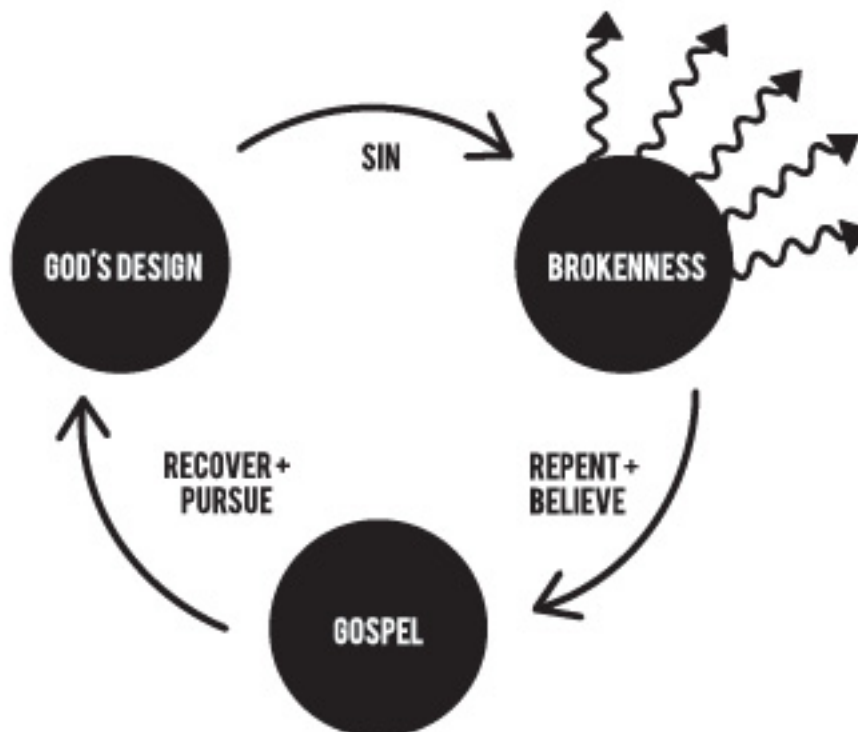 SIN
GOD'S DESIGN
BROKENNESS
RECOVER +
PURSUE
REPENT +
BELIEVE
GOSPEL